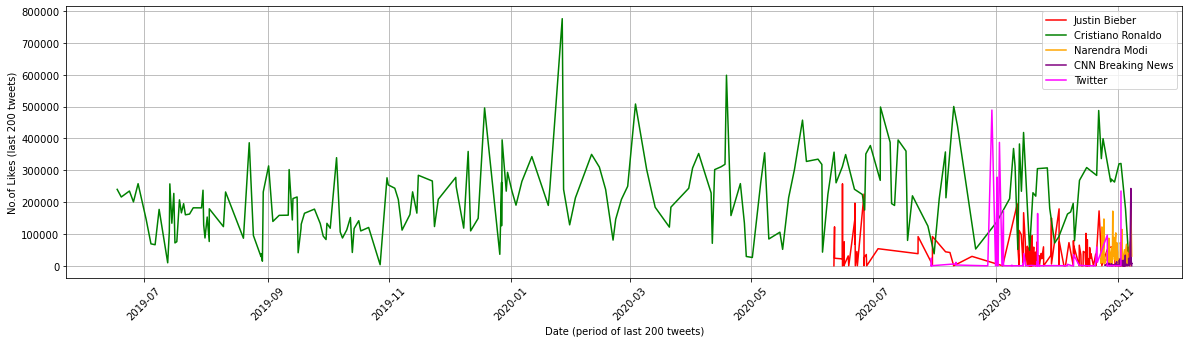 800000
700000
600000
500000
400000
300000
200000
100000
0
No.of Likes (last 200 tweets)
Justin Bieber
Cristiano Ronaldo
Narendra Modi
CNN Breaking News
Twitter
2019-07
2019-09
2019-11
2020-01
2020-03
2020-05
2020-07
2020-09
2020-11
Date (period of last 200 tweets)